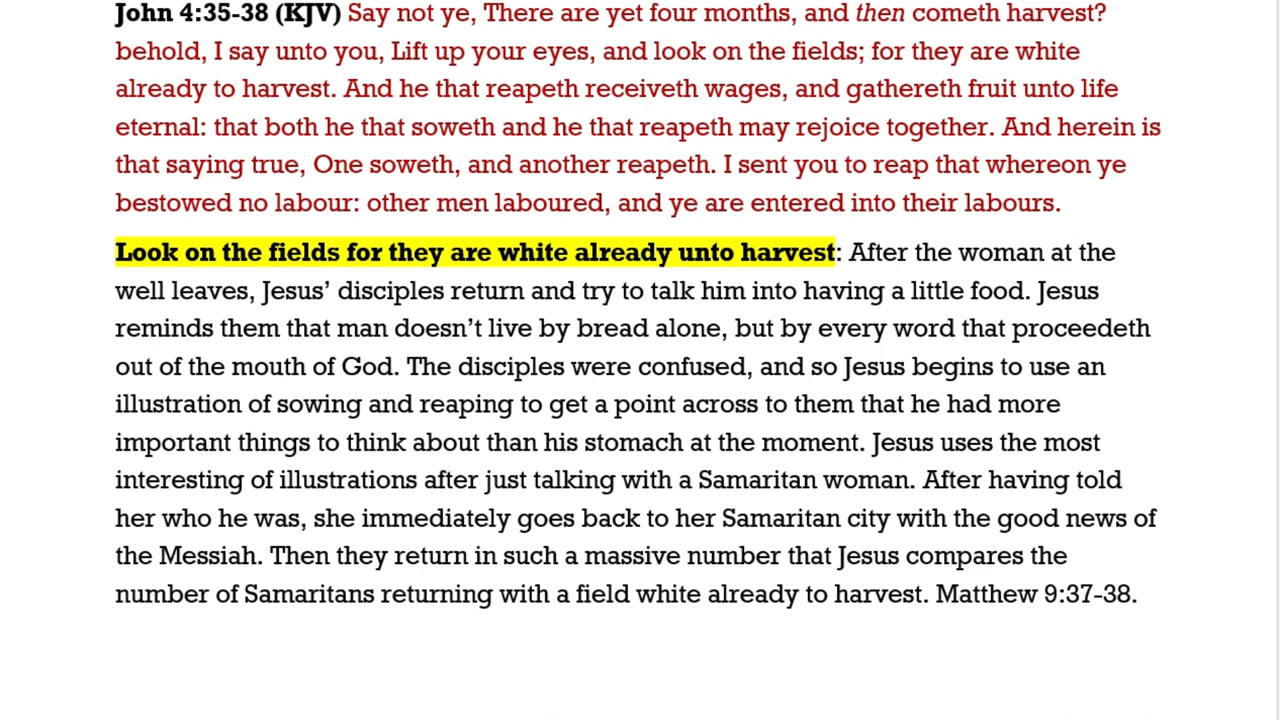 John 4:35-38 (KJV) Say not ye, There are yet four months, and then cometh harvest?
behold, I say unto you, Lift up your eyes, and look on the fields; for they are white
already to harvest. And he that reapeth receiveth wages, and gathereth fruit unto life
eternal: that both he that soweth and he that reapeth may rejoice together. And herein is
that saying true, One soweth, and another reapeth. I sent you to reap that whereon ye
bestowed no labour: other men laboured, and ye are entered into their labours.
Look on the fields for they are white already unto harvest: After the woman at the
well leaves, Jesus’ disciples return and try to talk him into having a little food. Jesus
reminds them that man doesn’t live by bread alone, but by every word that proceedeth
out of the mouth of God. The disciples were confused, and so Jesus begins to use an
illustration of sowing and reaping to get a point across to them that he had more
important things to think about than his stomach at the moment. Jesus uses the most
interesting of illustrations after just talking with a Samaritan woman. After having told
her who he was, she immediately goes back to her Samaritan city with the good news of
the Messiah. Then they return in such a massive number that Jesus compares the
number of Samaritans returning with a field white already to harvest. Matthew 9:37-38.